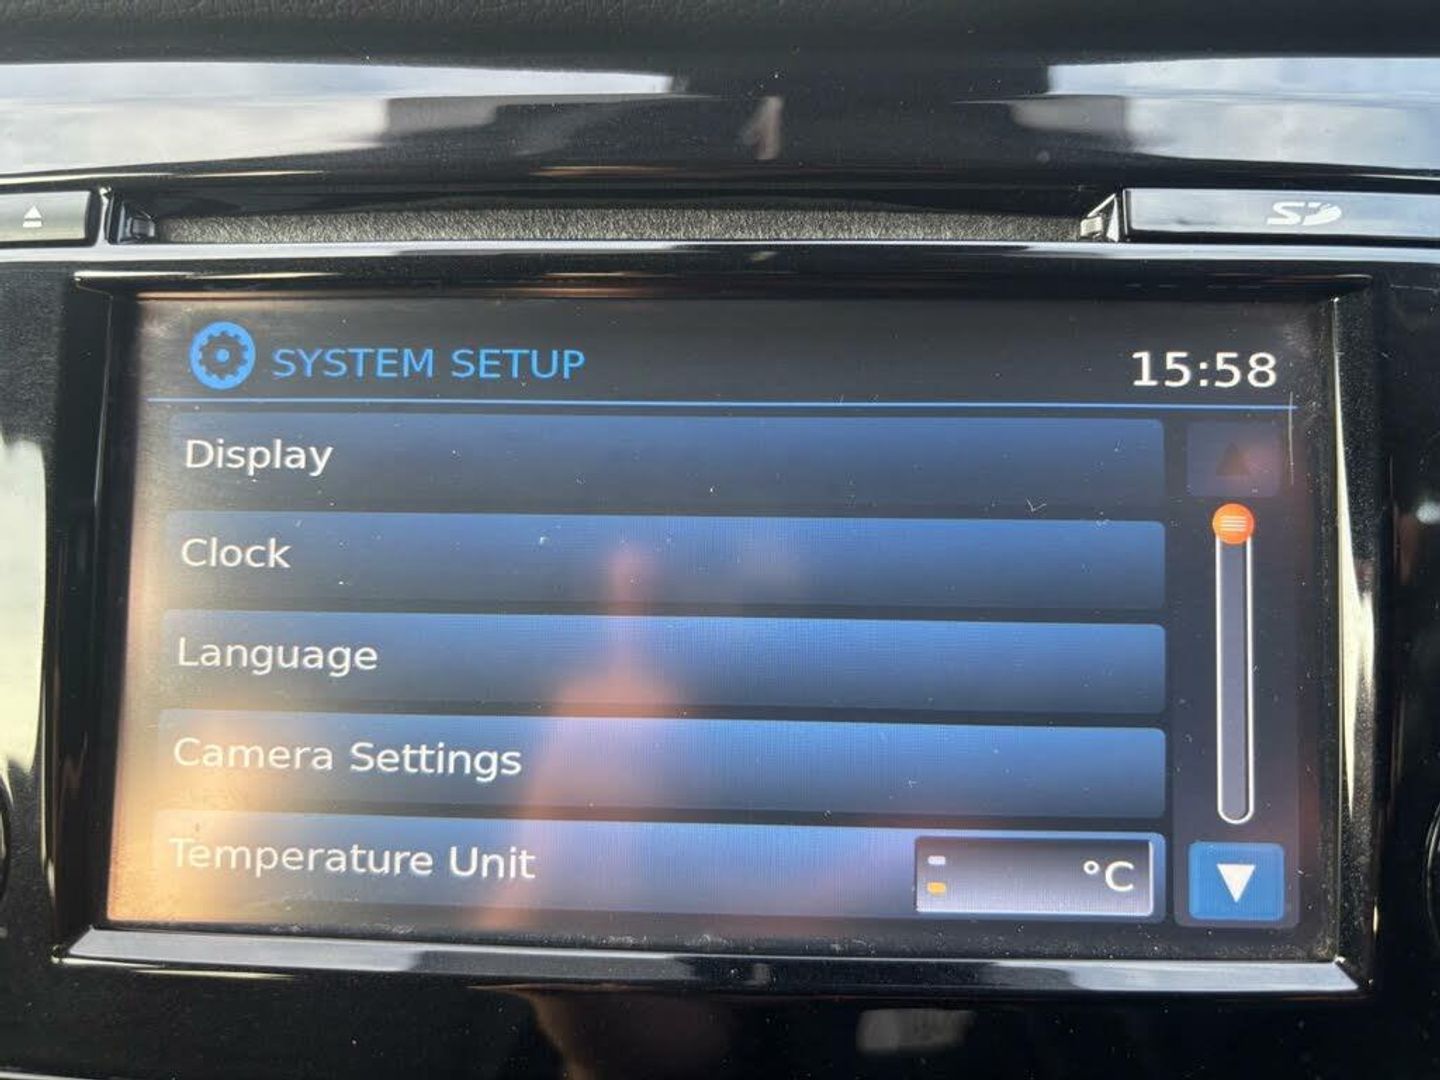 SD
SYSTEM SETUP
15:58
Display
Clock
Language
Camera Settings
Temperature Unit
°C